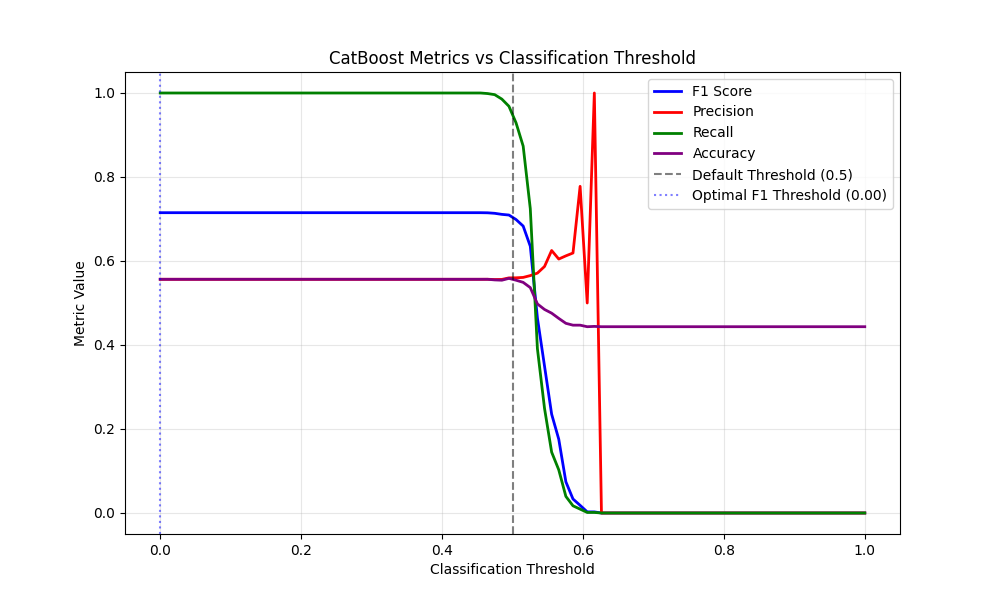 CatBoost Metrics vs Classification Threshold
F1 Score
Precision
Recall
Accuracy
Default Threshold (0.5)
Optimal F1 Threshold (0.00)
Metric Value
1.0
0.8
0.6
0.4
0.2
0.0
0.0 0.2 0.4 0.6 0.8 1.0
Classification Threshold